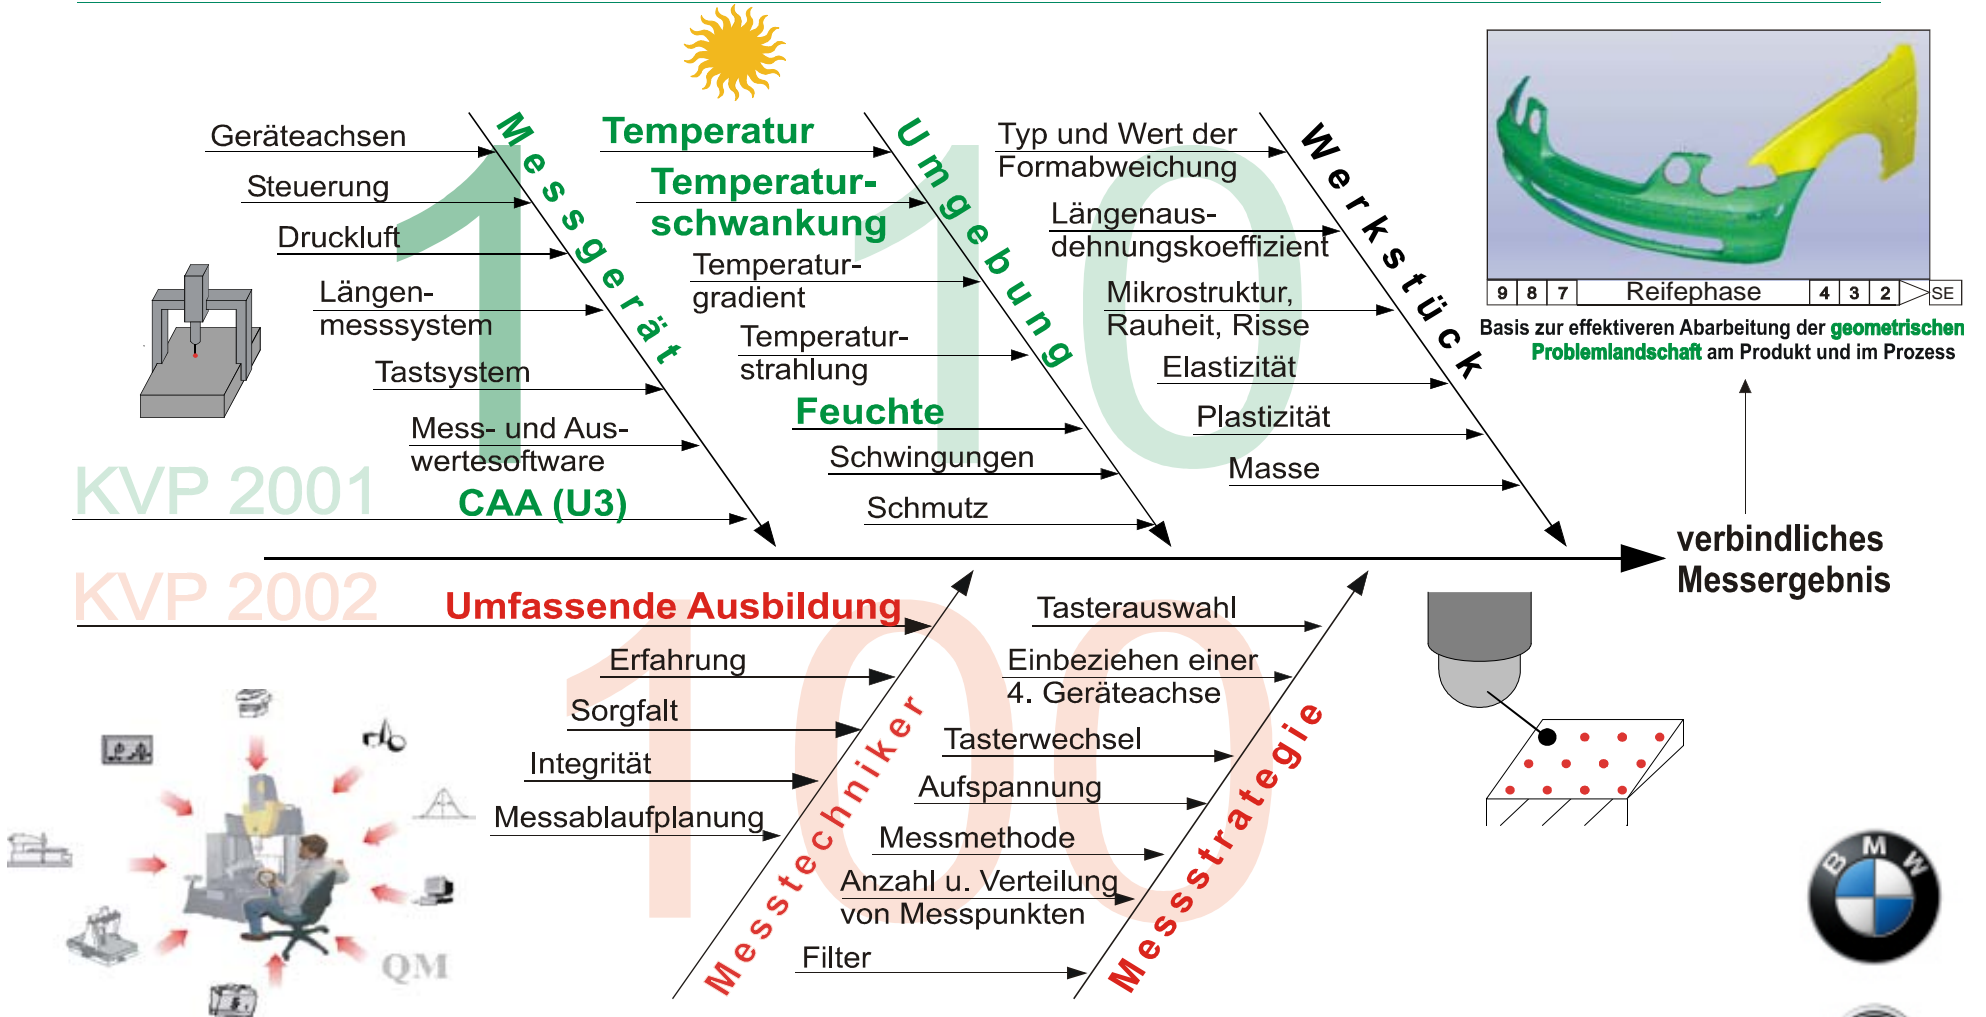 Messgerät
Geräteachsen
Steuerung
Druckluft
Längen-
messsystem
Tastsystem
Mess- und Aus-
wertesoftware
CAA (U3)
KVP 2001
1
Umgebung
Temperatur
Temperatur-
schwankung
Temperatur-
gradient
Temperatur-
strahlung
Feuchte
Schwingungen
Schmutz
10
Werkstück
Typ und Wert der
Formabweichung
Längenaus-
dehnungskoeffizient
Mikrostruktur,
Rauheit, Risse
Elastizität
Plastizität
Masse
9 8 7 Reifephase 4 3 2 SE
Basis zur effektiveren Abarbeitung der geometrischen
Problemlandschaft am Produkt und im Prozess
verbindliches
Messergebnis
KVP 2002
100
Messtechniker
Umfassende Ausbildung
Erfahrung
Sorgfalt
Integrität
Messablaufplanung
Messstrategie
Tasterauswahl
Einbeziehen einer
4. Geräteachse
Tasterwechsel
Aufspannung
Messmethode
Anzahl u. Verteilung
von Messpunkten
Filter
QM
§
BMW